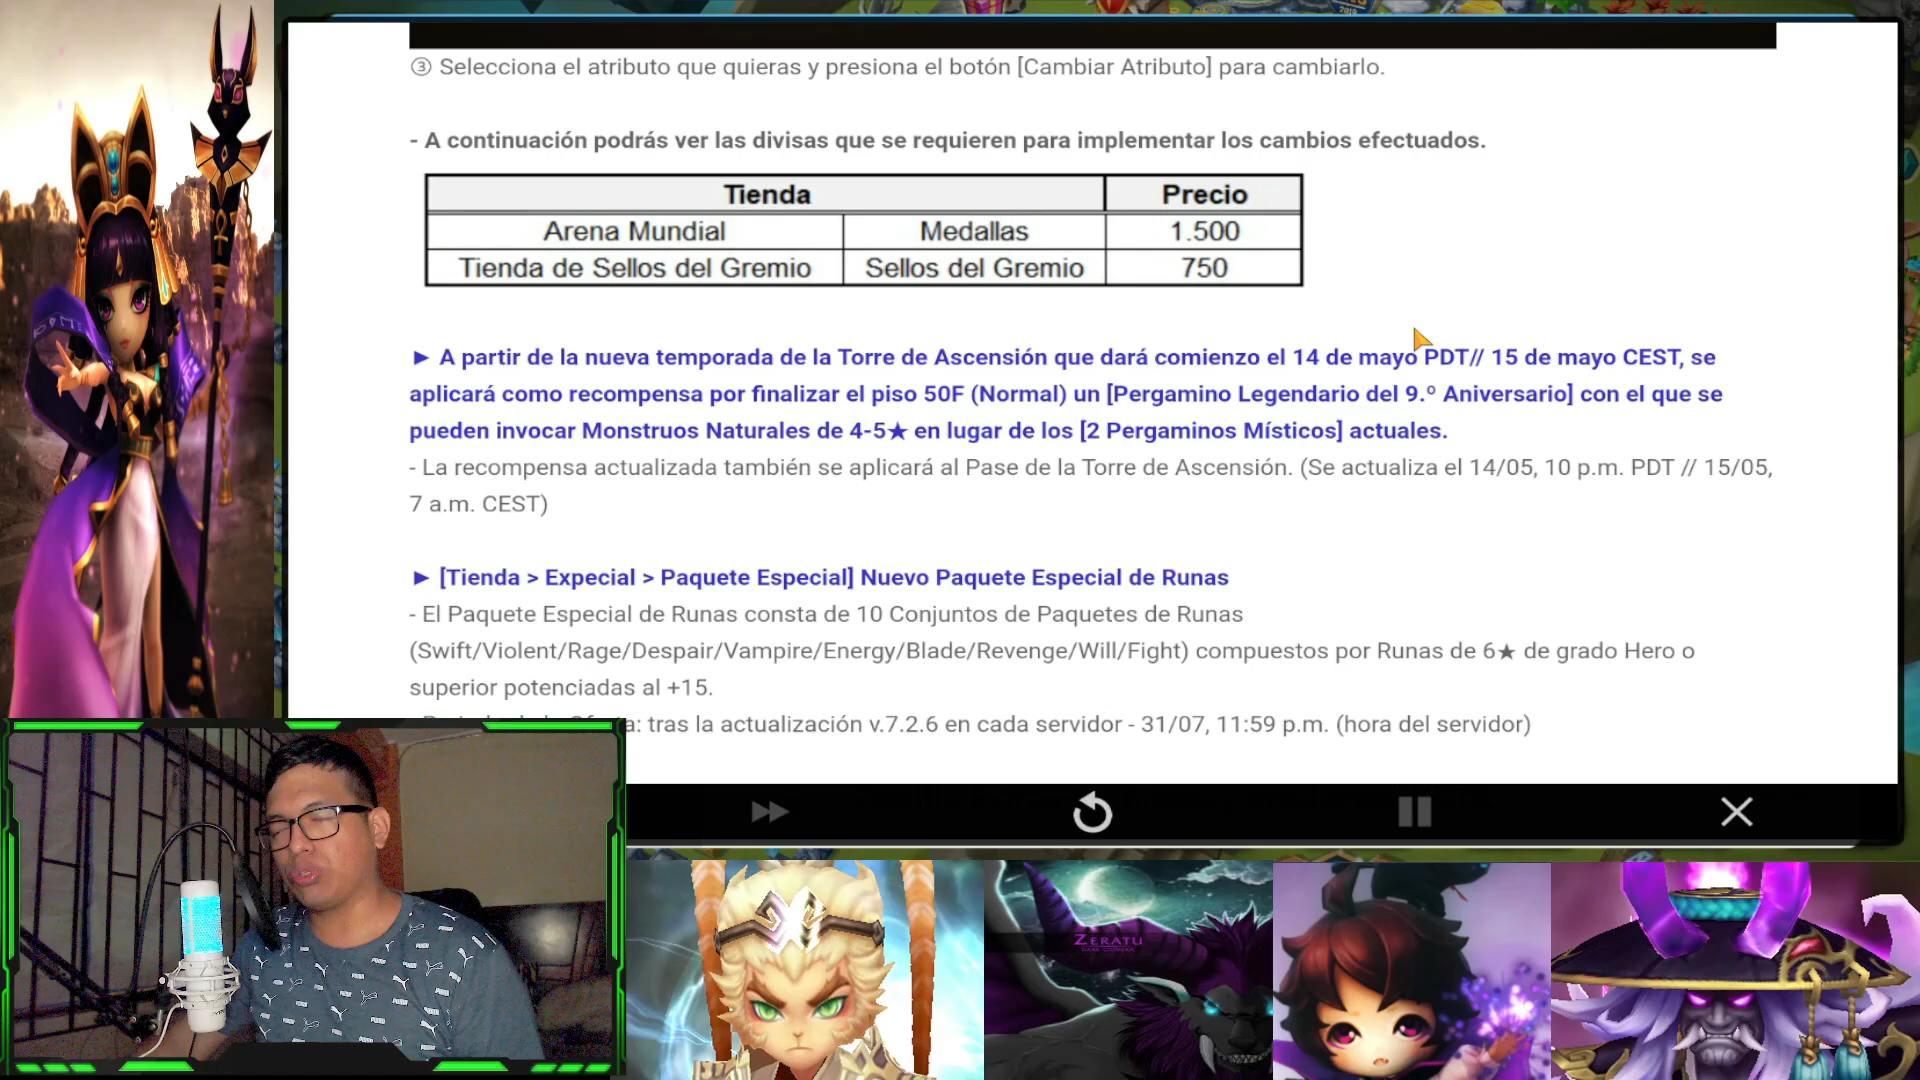 ③ Selecciona el atributo que quieras y presiona el botón [Cambiar Atributo] para cambiarlo.
- A continuación podrás ver las divisas que se requieren para implementar los cambios efectuados.
Tienda Precio
Arena Mundial Medallas 1.500
Tienda de Sellos del Gremio Sellos del Gremio 750
► A partir de la nueva temporada de la Torre de Ascensión que dará comienzo el 14 de mayo PDT// 15 de mayo CEST, se
aplicará como recompensa por finalizar el piso 50F (Normal) un [Pergamino Legendario del 9.º Aniversario] con el que se
pueden invocar Monstruos Naturales de 4-5★ en lugar de los [2 Pergaminos Místicos] actuales.
- La recompensa actualizada también se aplicará al Pase de la Torre de Ascensión. (Se actualiza el 14/05, 10 p.m. PDT // 15/05,
7 a.m. CEST)
► [Tienda > Expecial > Paquete Especial] Nuevo Paquete Especial de Runas
- El Paquete Especial de Runas consta de 10 Conjuntos de Paquetes de Runas
(Swift/Violent/Rage/Despair/Vampire/Energy/Blade/Revenge/Will/Fight) compuestos por Runas de 6★ de grado Hero o
superior potenciadas al +15.
: tras la actualización v.7.2.6 en cada servidor - 31/07, 11:59 p.m. (hora del servidor)
ZERATU